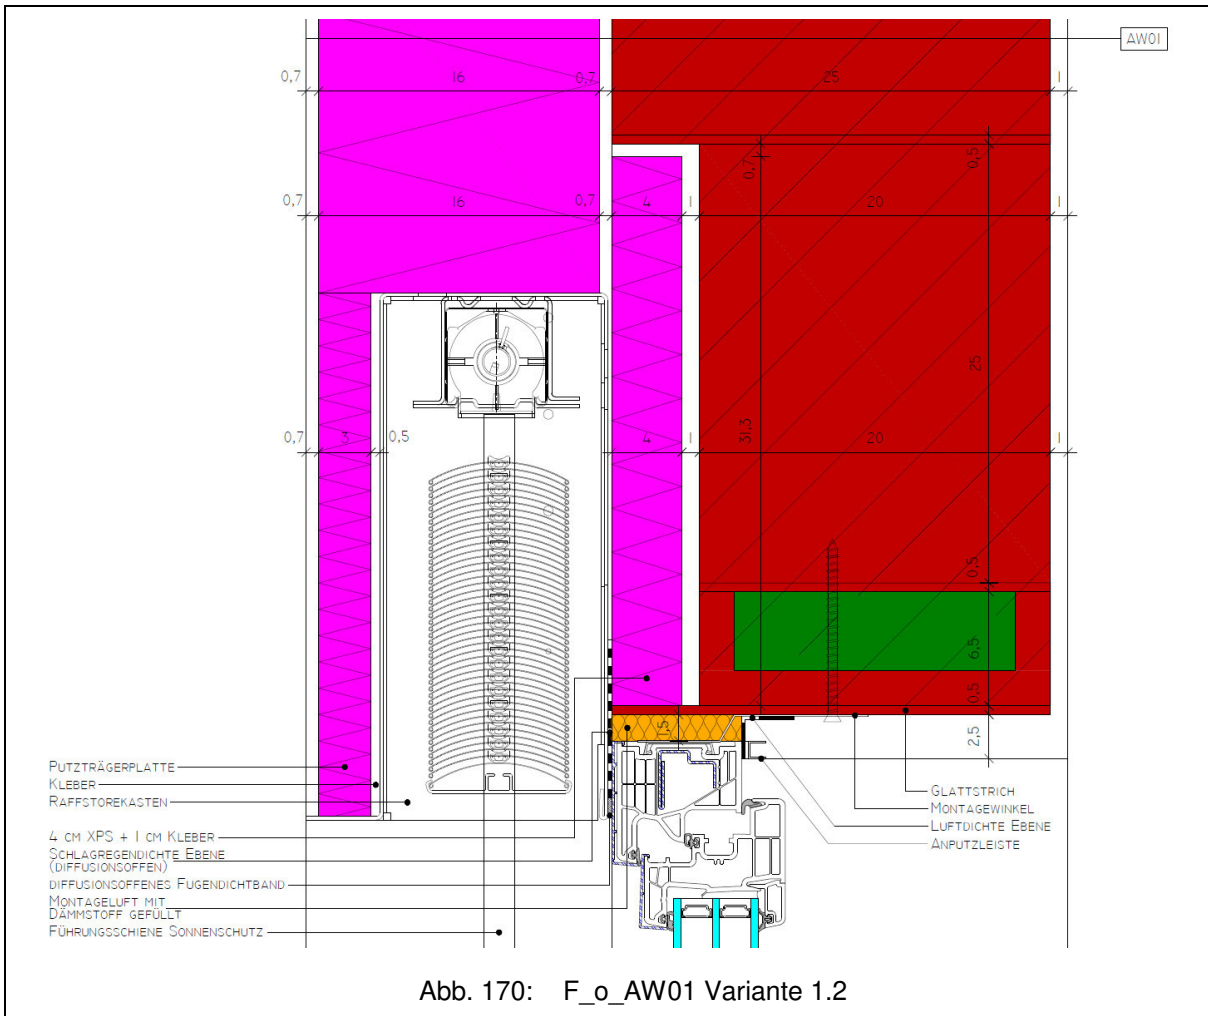 AW01
0,7 16 0,7 25 1
0,5
0,7
0,7 16 0,7 4 1 20 1
25
31,3
0,7 3 0,5 4 1 20 1
0,5
6,5
0,5
1,5
2,5
PUTZTRÄGERPLATTE
KLEBER
RAFFSTOREKASTEN
4 CM XPS + 1 CM KLEBER
SCHLAGREGENDICHTE EBENE
(DIFFUSIONSOFFEN)
DIFFUSIONSOFFENES FUGENDICHTBAND
MONTAGELUFT MIT
DÄMMSTOFF GEFÜLLT
FÜHRUNGSSCHIENE SONNENSCHUTZ
GLATTSTRICH
MONTAGEWINKEL
LUFTDICHTE EBENE
ANPUTZLEISTE
Abb. 170: F_o_AW01 Variante 1.2